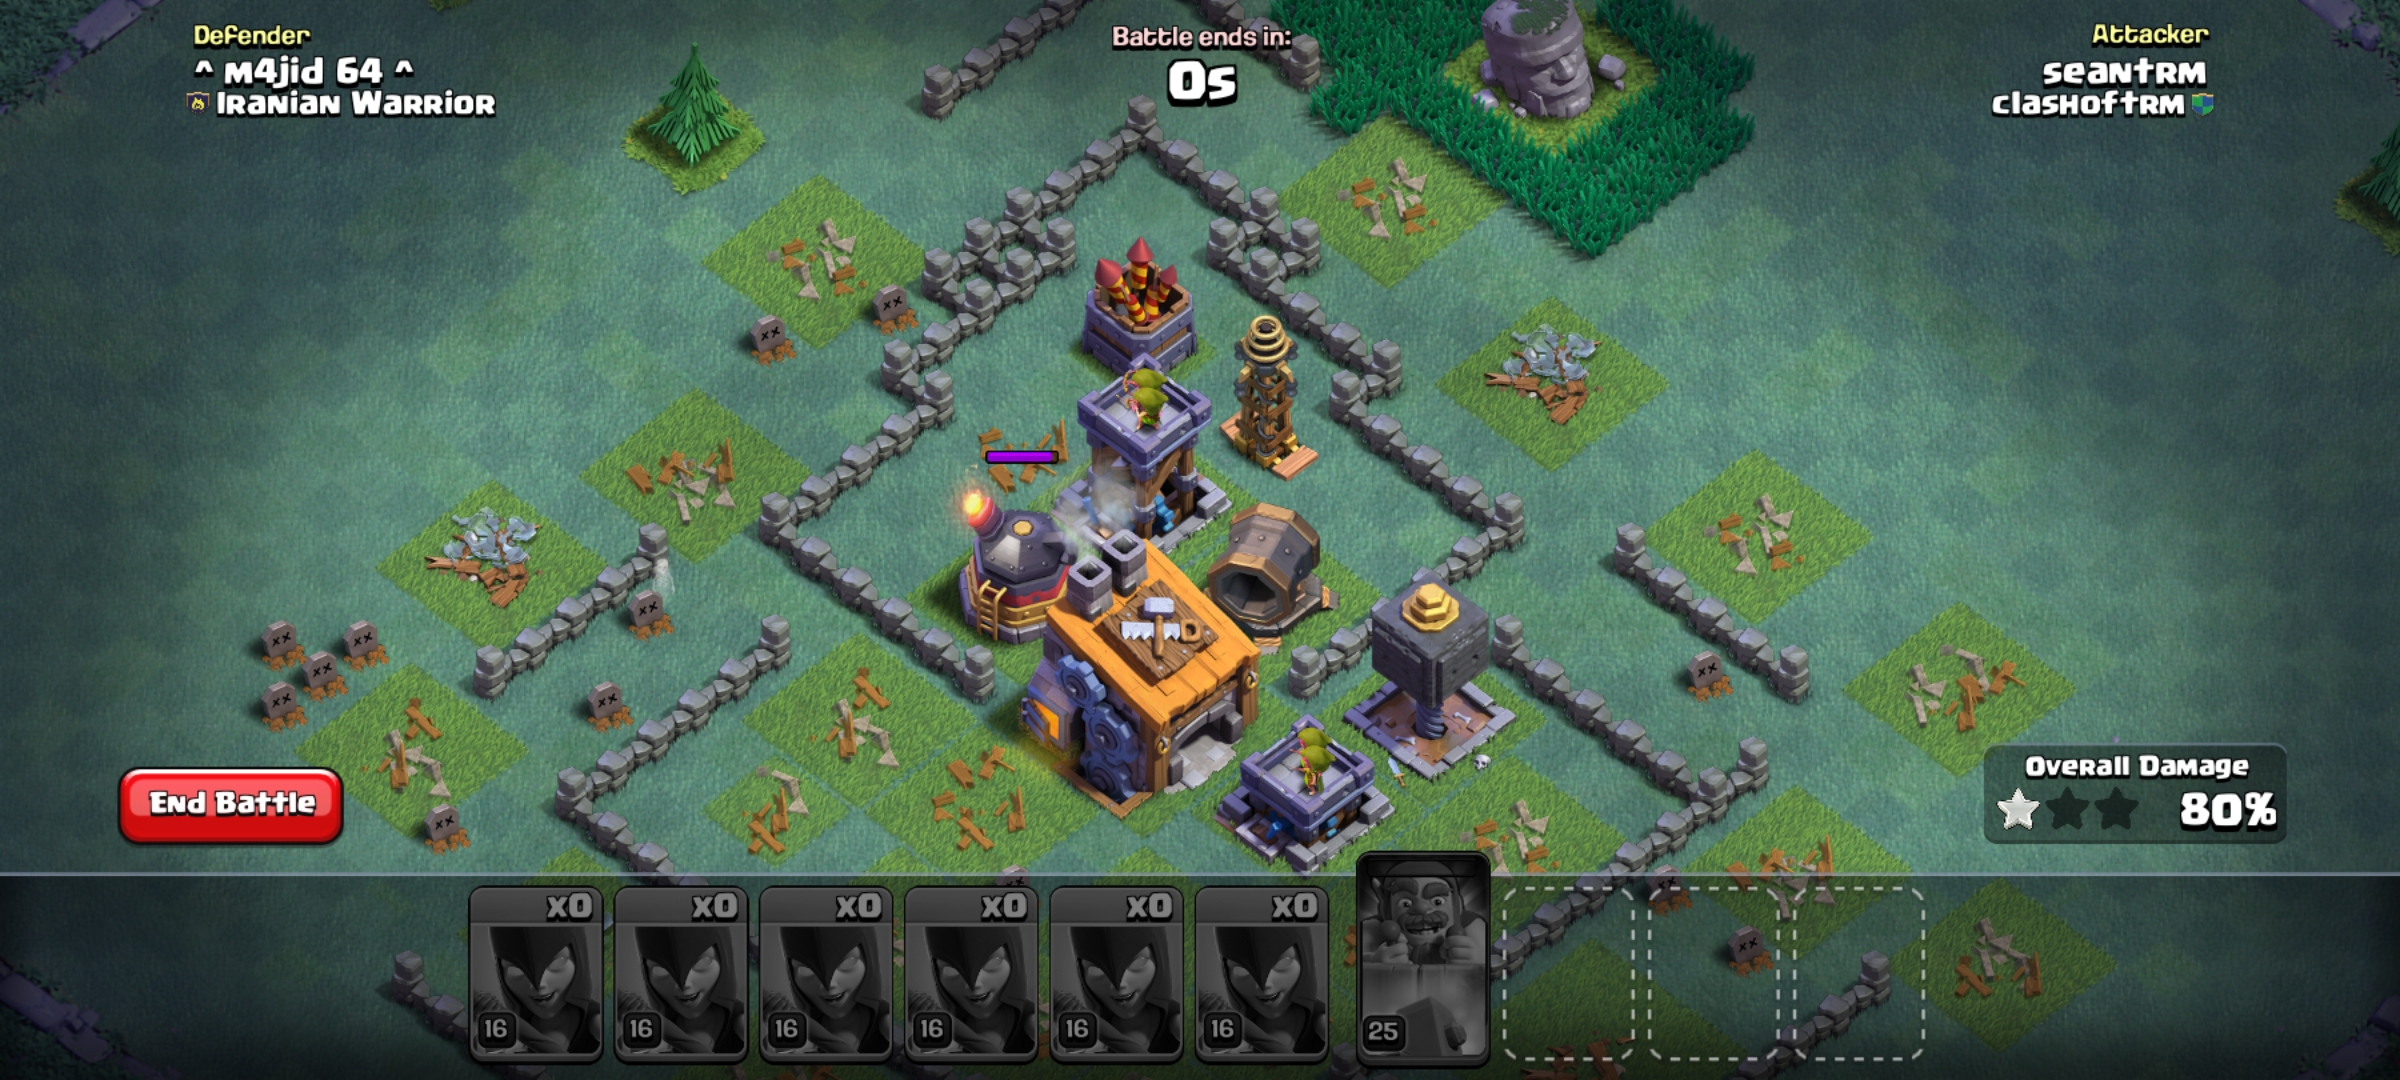 Defender
^ m4jid 64 ^
Iranian Warrior
Battle ends in:
0s
Attacker
seantRM
clashoftRM
End Battle
Overall Damage
80%
x0
x0
x0
x0
x0
x0
16
16
16
16
16
16
25